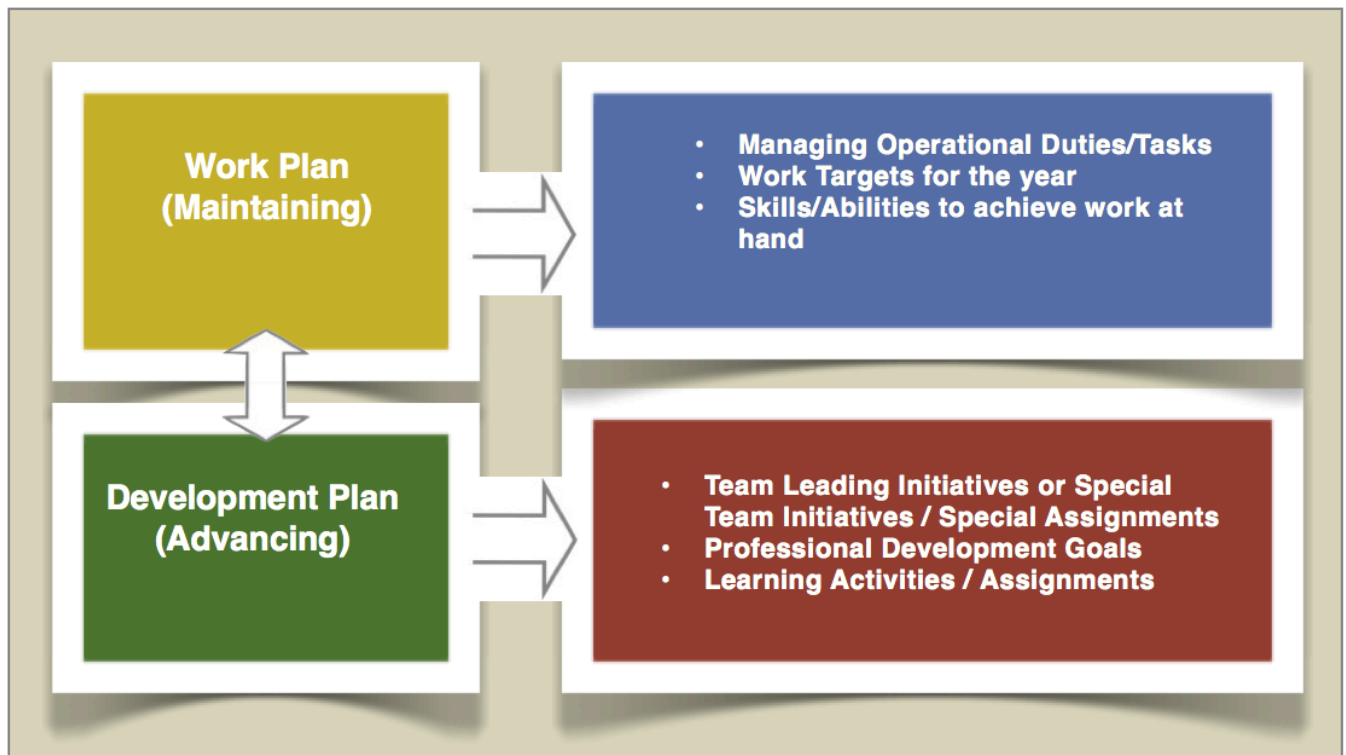 Work Plan
(Maintaining)
• Managing Operational Duties/Tasks
• Work Targets for the year
• Skills/Abilities to achieve work at
hand
Development Plan
(Advancing)
• Team Leading Initiatives or Special
Team Initiatives / Special Assignments
• Professional Development Goals
• Learning Activities / Assignments